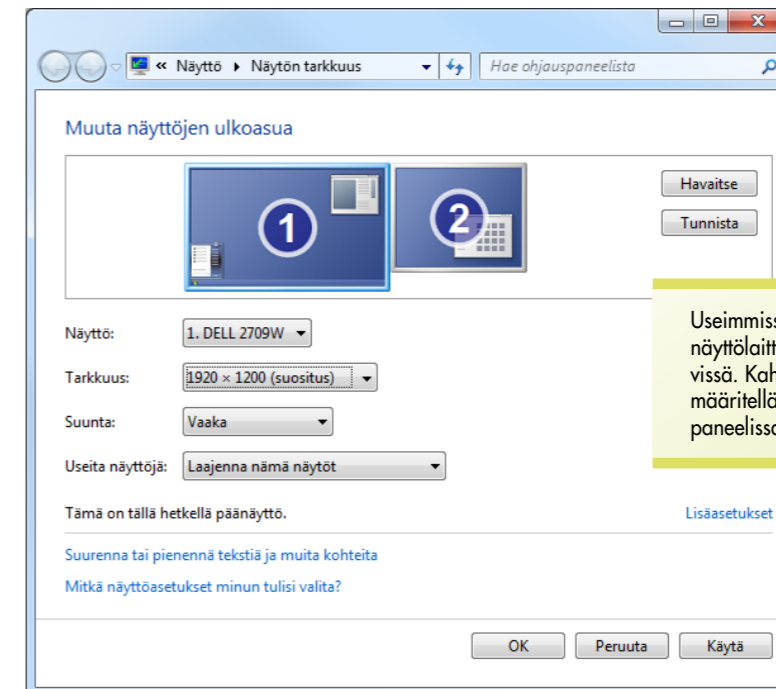 « Näyttö ▸ Näytön tarkkuus Hae ohjauspaneelista
Muuta näyttöjen ulkoasua
1 2
Havaitse
Tunnista
Näyttö: 1. DELL 2709W
Tarkkuus: 1920 × 1200 (suositus)
Suunta: Vaaka
Useita näyttöjä: Laajenna nämä näytöt
Tämä on tällä hetkellä päänäyttö. Lisäasetukset
Suurenna tai pienennä tekstiä ja muita kohteita
Mitkä näyttöasetukset minun tulisi valita?
OK Peruuta Käytä
vissä.